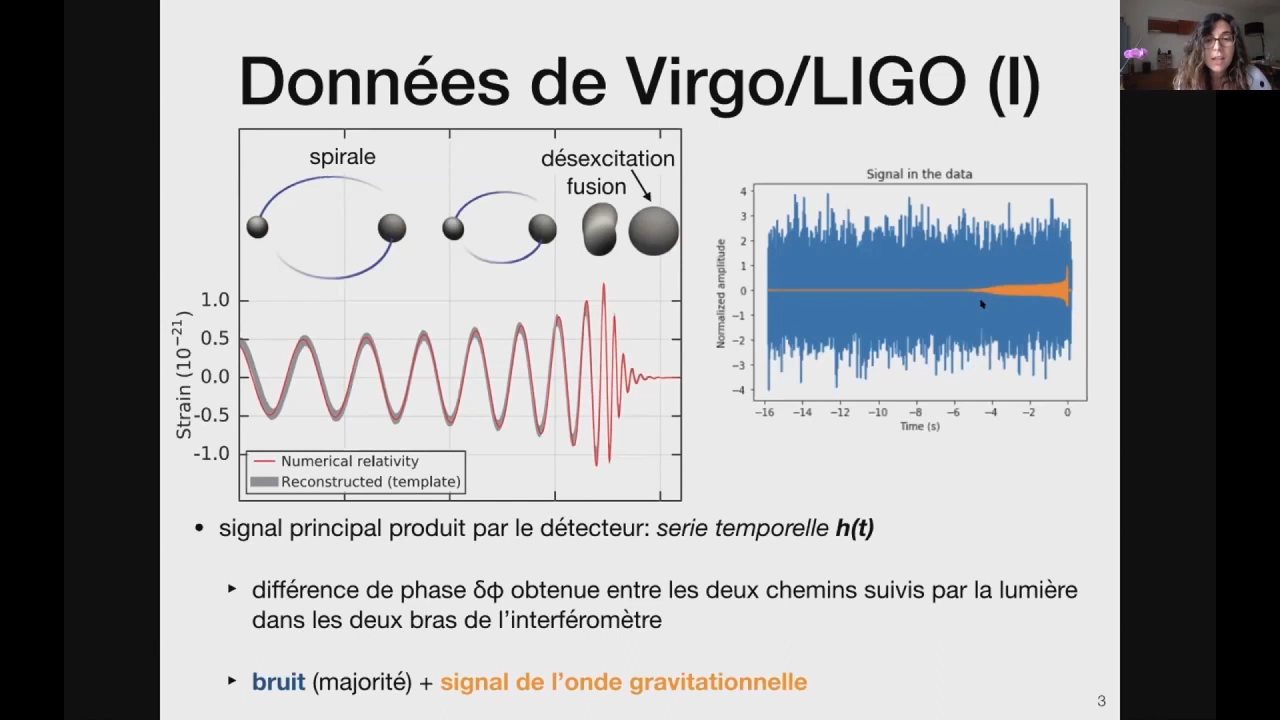 Données de Virgo/LIGO (I)
spirale
désexcitation
fusion
1.0
0.5
0.0
-0.5
-1.0
Strain (10⁻²¹)
Numerical relativity
Reconstructed (template)
Signal in the data
4
3
2
1
0
−1
−2
−3
−4
Normalized amplitude
−16 −14 −12 −10 −8 −6 −4 −2 0
Time (s)
• signal principal produit par le détecteur: serie temporelle h(t)
‣ différence de phase δφ obtenue entre les deux chemins suivis par la lumière
dans les deux bras de l’interféromètre
‣ bruit (majorité) + signal de l’onde gravitationnelle
3